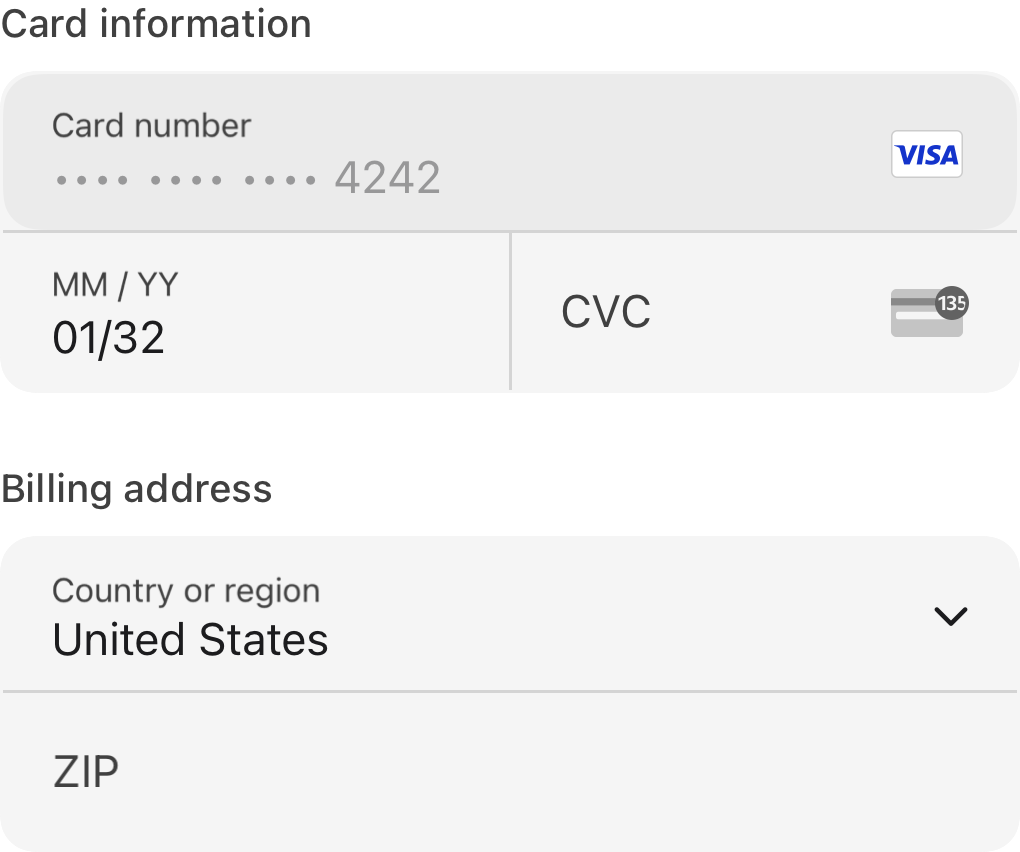 Card information
Card number
•••• •••• •••• 4242
VISA
MM / YY
01/32
CVC
135
Billing address
Country or region
United States
ZIP